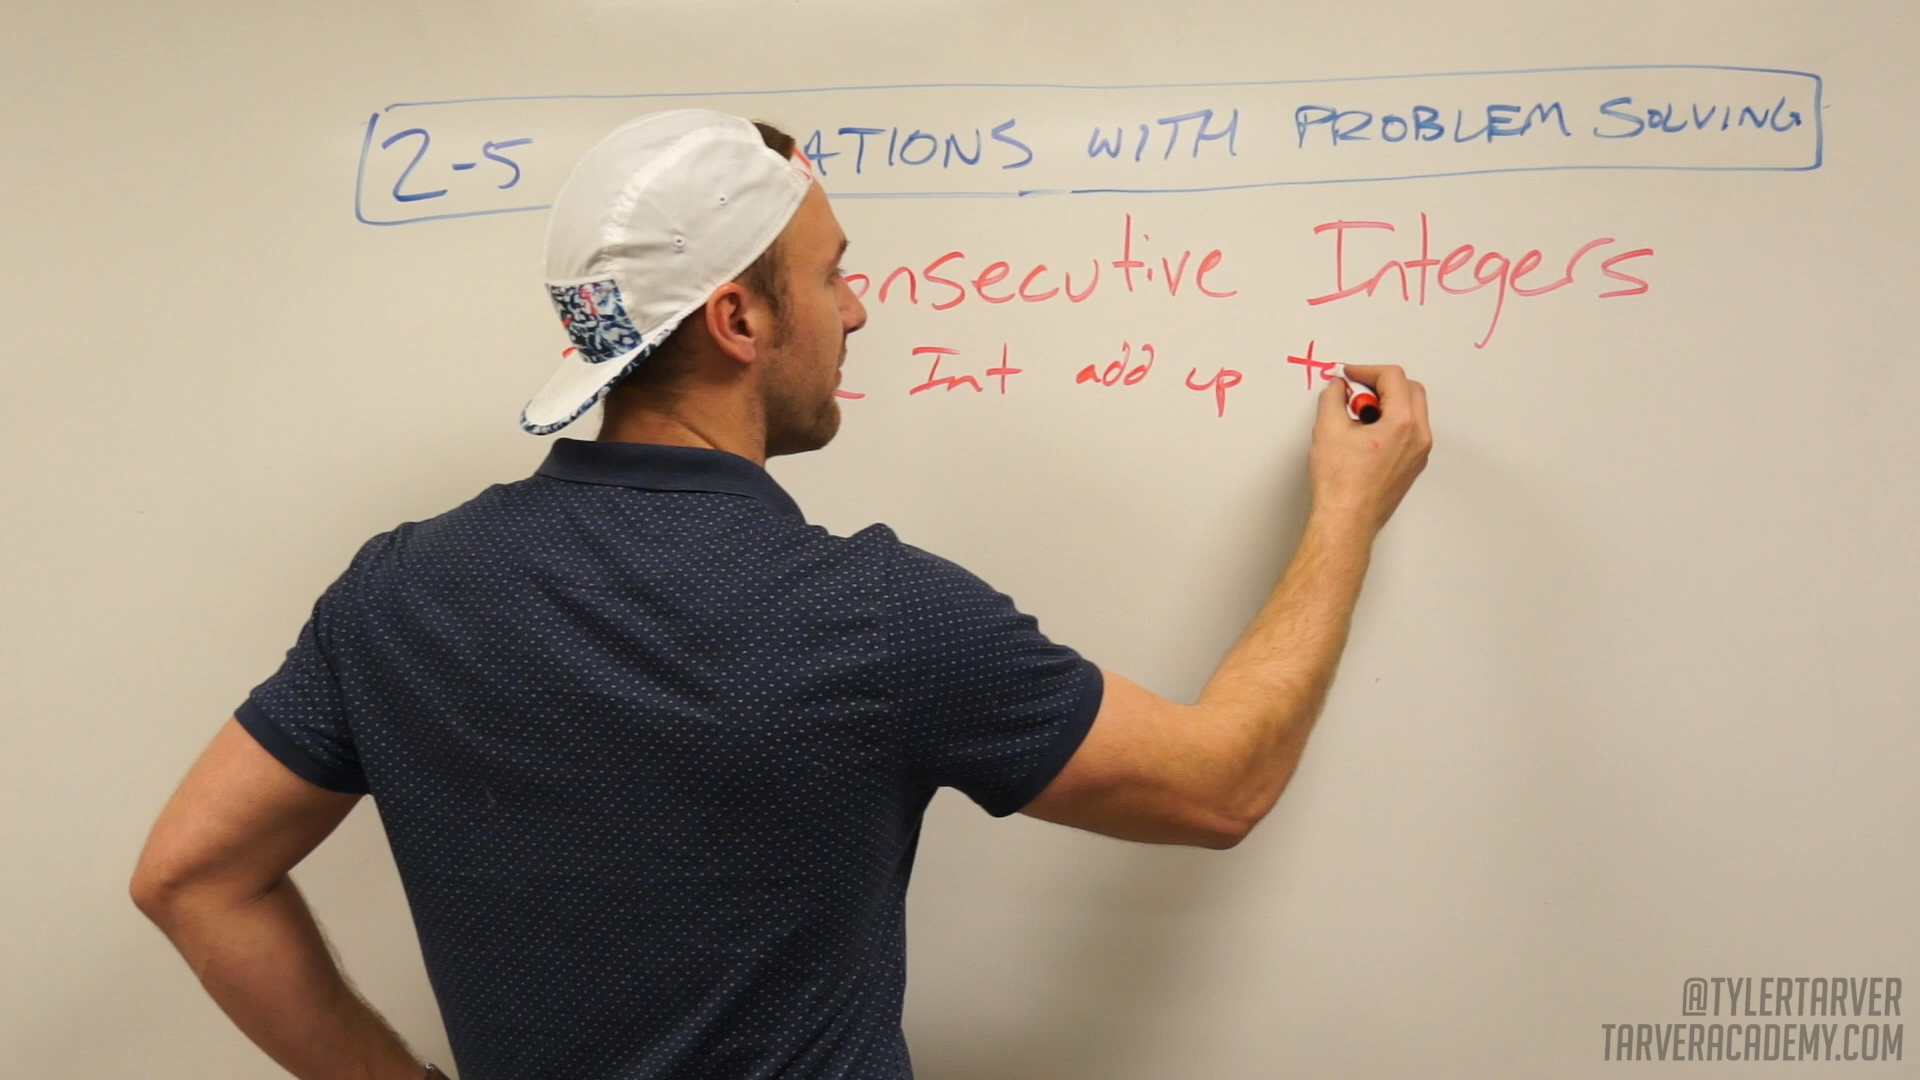 2-5 ATIONS WITH PROBLEM SOLVING
onsecutive Integers
Int add up to
@TYLERTARVER
TARVERACADEMY.COM